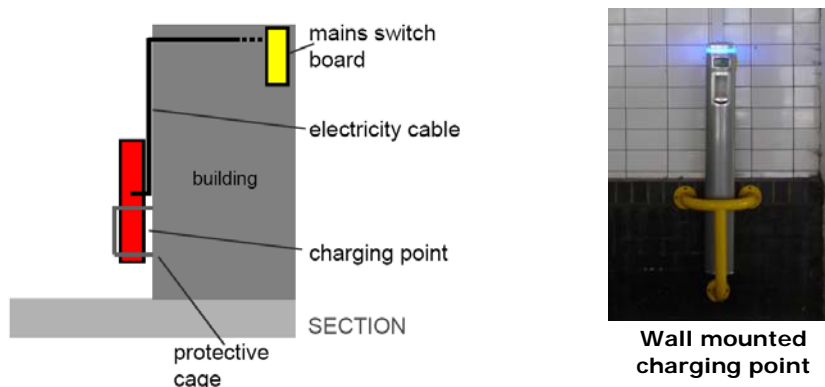 mains switch
board
electricity cable
building
charging point
SECTION
protective
cage
Wall mounted
charging point